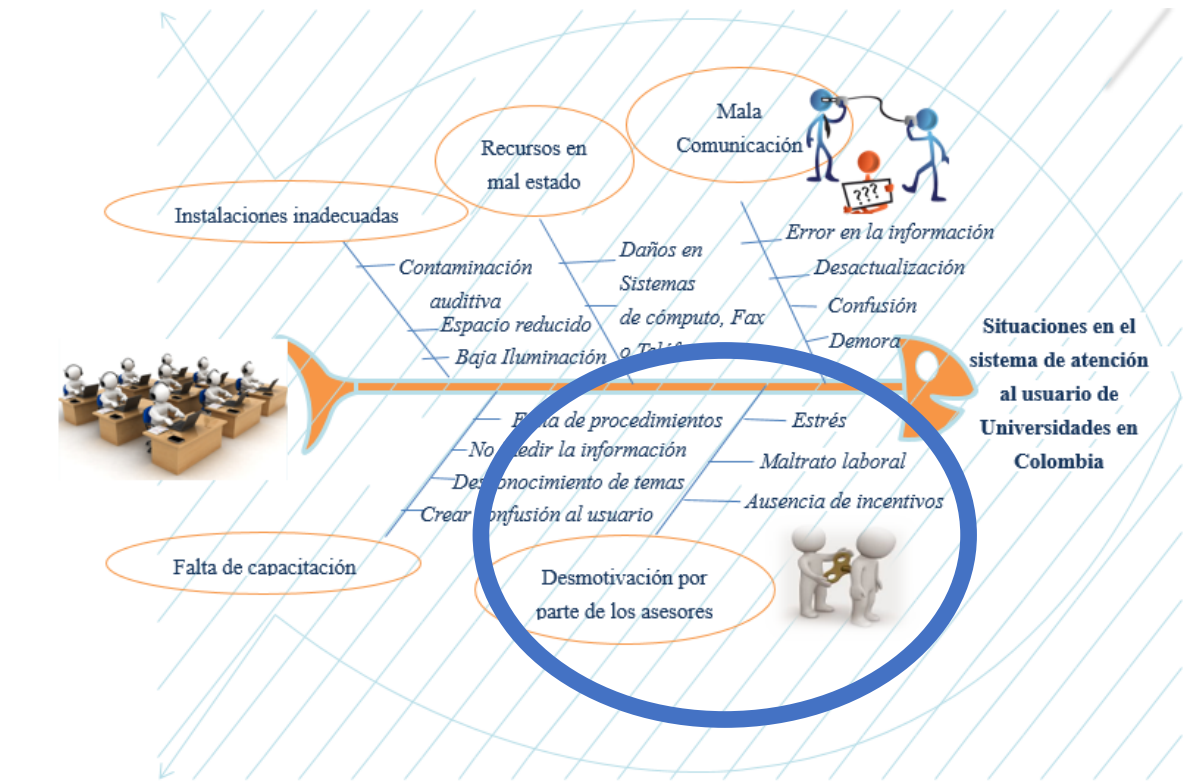 Mala
Comunicación
Recursos en
mal estado
Instalaciones inadecuadas
???
Error en la información
Desactualización
Confusión
Demora
Daños en
Sistemas
de cómputo, Fax
o
Contaminación
auditiva
Espacio reducido
Baja Iluminación
Situaciones en el
sistema de atención
al usuario de
Universidades en
Colombia
de procedimientos
No la información
de temas
Crear al usuario
Falta de capacitación
Estrés
Maltrato laboral
Ausencia de incentivos
Desmotivación por
parte de los asesores